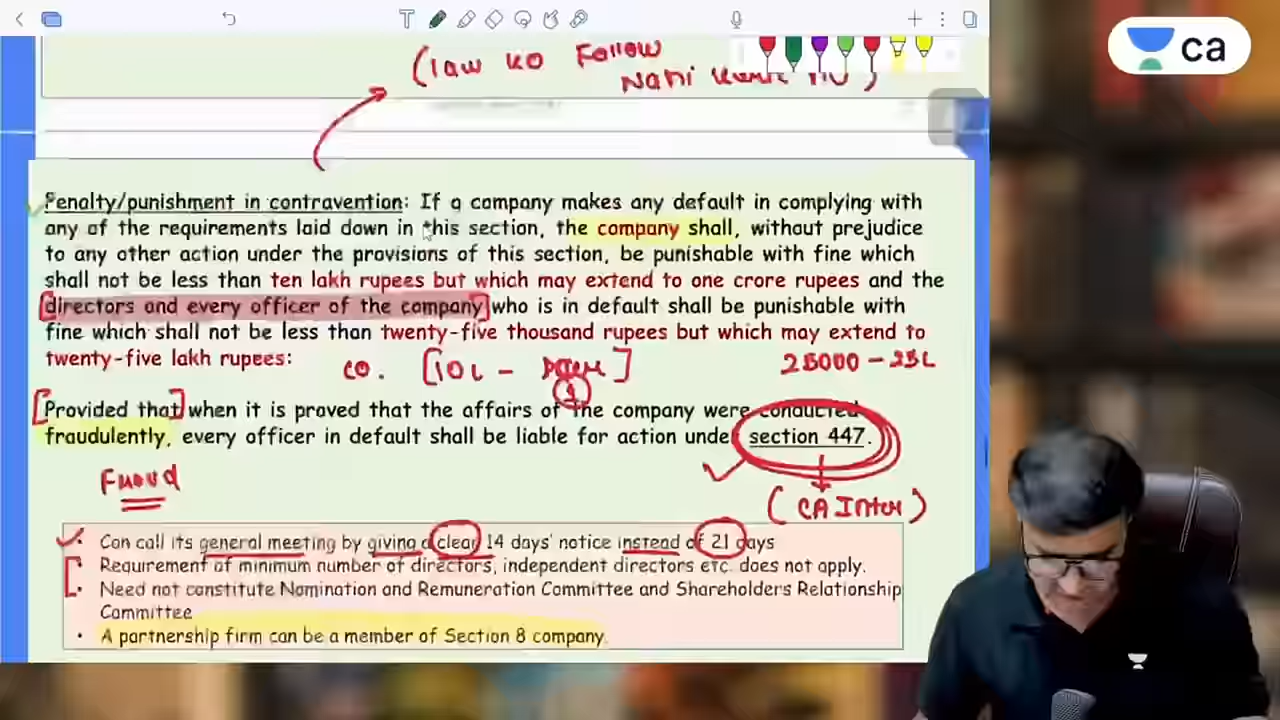 ca
(law ko Follow
Nahi
Penalty/punishment in contravention: If a company makes any default in complying with
any of the requirements laid down in this section, the company shall, without prejudice
to any other action under the provisions of this section, be punishable with fine which
shall not be less than ten lakh rupees but which may extend to one crore rupees and the
[directors and every officer of the company] who is in default shall be punishable with
fine which shall not be less than twenty-five thousand rupees but which may extend to
twenty-five lakh rupees:
co. [10L - ]
25000 - 25L
1
[Provided that] when it is proved that the affairs of the company were conducted
fraudulently, every officer in default shall be liable for action under section 447.
Fraud
(CA Inter)
• Can call its general meeting by giving a clear 14 days' notice instead of 21 days
• Requirement of minimum number of directors, independent directors etc. does not apply.
• Need not constitute Nomination and Remuneration Committee and Shareholders Relationship
Committee
• A partnership firm can be a member of Section 8 company.